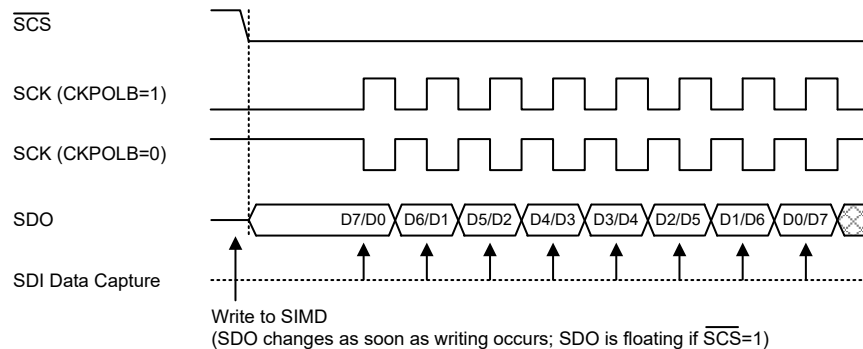 SCS
SCK (CKPOLB=1)
SCK (CKPOLB=0)
SDO
D7/D0 D6/D1 D5/D2 D4/D3 D3/D4 D2/D5 D1/D6 D0/D7
SDI Data Capture
Write to SIMD
(SDO changes as soon as writing occurs; SDO is floating if SCS=1)